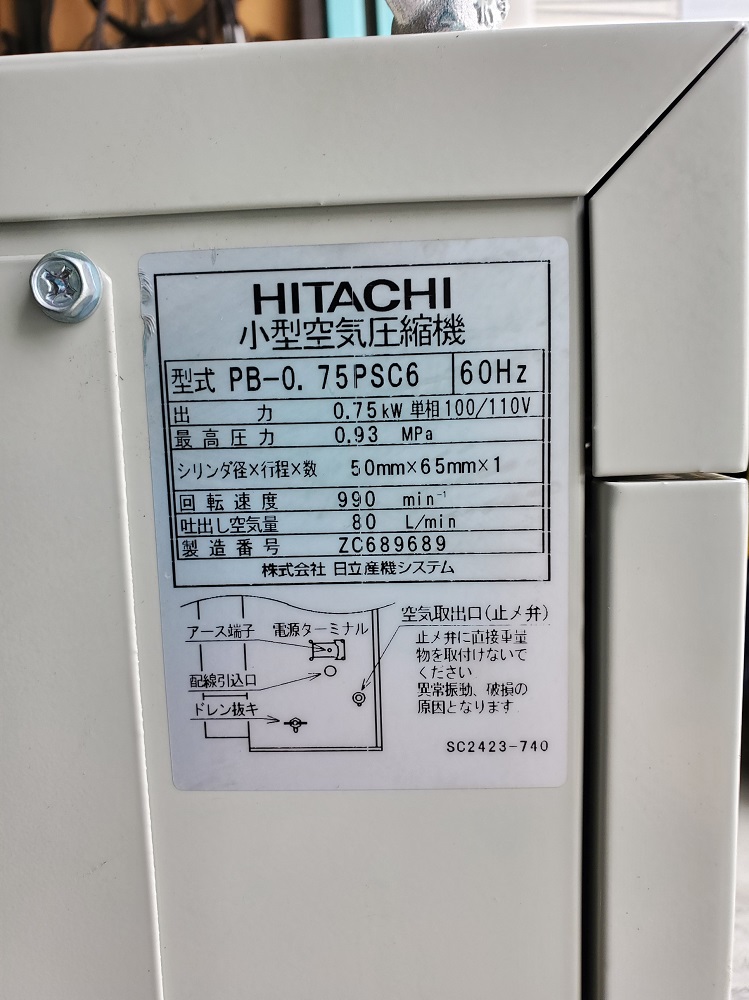 HITACHI
小型空気圧縮機
型式 PB-0.75PSC6 60Hz
出力 0.75kW 単相100/110V
最高圧力 0.93 MPa
シリンダ径×行程×数 50mm×65mm×1
回転速度 990 min⁻¹
吐出し空気量 80 L/min
製造番号 ZC689689
株式会社 日立産機システム
アース端子
電源ターミナル
配線引込口
ドレン抜キ
空気取出口(止メ弁)
止メ弁に直接重量
物を取付けないで
ください
異常振動、破損の
原因となります
SC2423-740